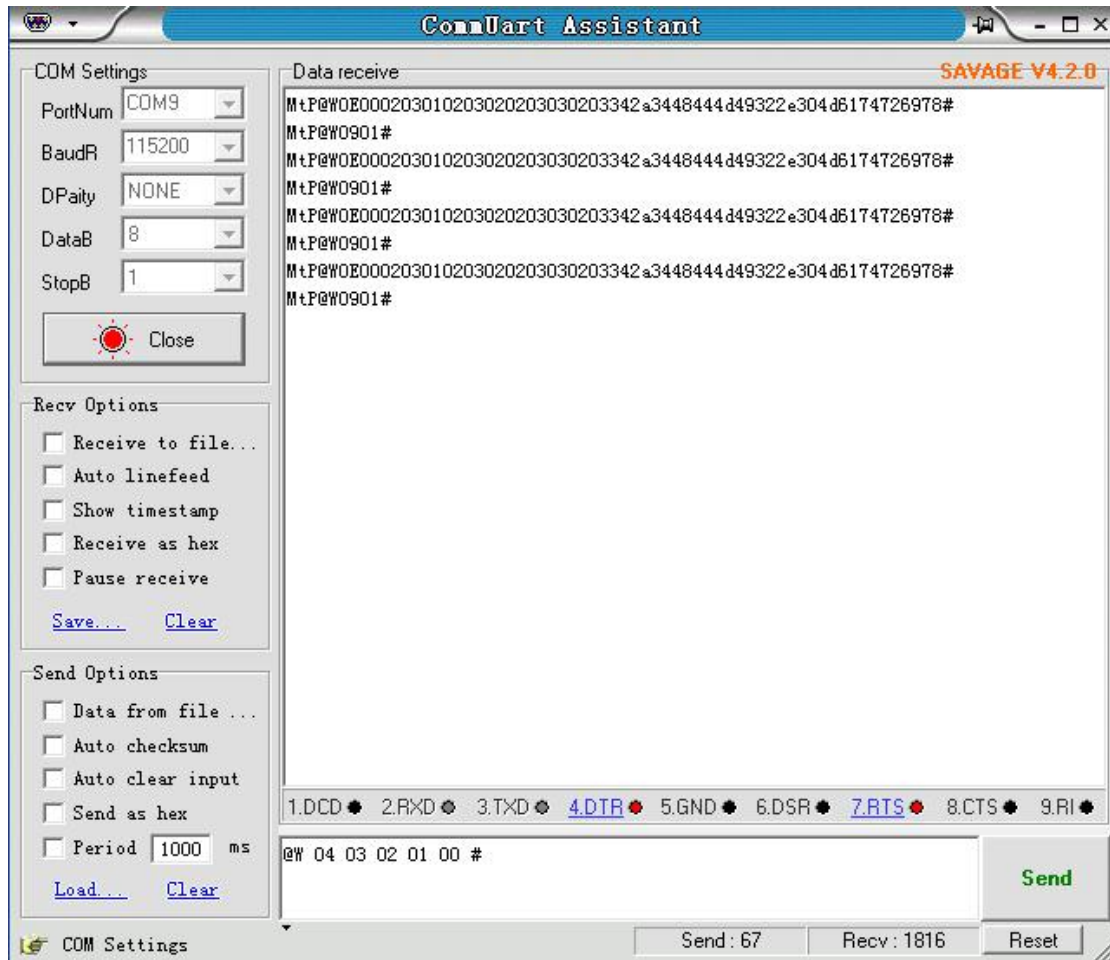 CommUart Assistant
COM Settings
PortNum COM9
BaudR 115200
DPaity NONE
DataB 8
StopB 1
Close
Recv Options
Receive to file...
Auto linefeed
Show timestamp
Receive as hex
Pause receive
Save... Clear
Send Options
Data from file ...
Auto checksum
Auto clear input
Send as hex
Period 1000 ms
Load... Clear
Data receive
SAVAGE V4.2.0
MtP@W0E00020301020302020303020334​2a3448444d49322e304d6174726978#
MtP@W0901#
MtP@W0E000203010203020203030203342a3448444d49322e304d6174726978#
MtP@W0901#
MtP@W0E000203010203020203030203342a3448444d49322e304d6174726978#
MtP@W0901#
MtP@W0E000203010203020203030203342a3448444d49322e304d6174726978#
MtP@W0901#
1.DCD 2.RXD 3.TXD 4.DTR 5.GND 6.DSR 7.RTS 8.CTS 9.RI
@W 04 03 02 01 00 #
Send
COM Settings
Send : 67
Recv : 1816
Reset